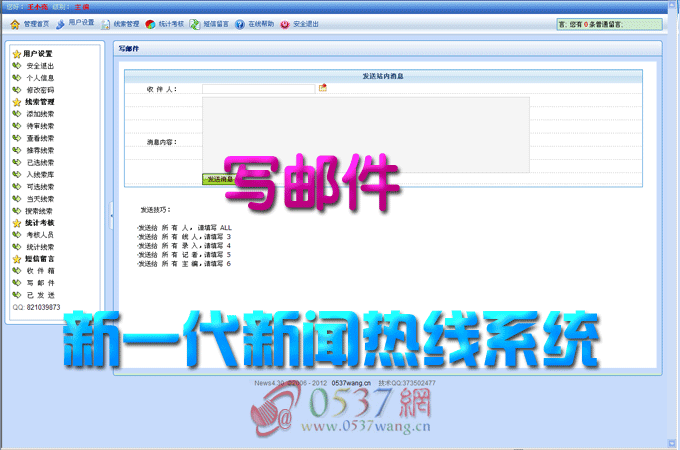 您好： 级别： 主编
管理首页 用户设置 线索管理 统计考核 短信留言 在线帮助 安全退出
言; 您有 0 条普通留言;
用户设置
安全退出
个人信息
修改密码
线索管理
添加线索
待审线索
查看线索
推荐线索
已选线索
入线索库
可选线索
当天线索
搜索线索
统计考核
考核人员
统计线索
短信留言
收 件 箱
写 邮 件
已 发 送
QQ: 821039873
写邮件
发送站内消息
收 件 人：
消息内容：
发送消息
写邮件
发送技巧：
·发送给 所 有 人，请填写 ALL
·发送给 所 有 线 人，请填写 3
·发送给 所 有 录 入，请填写 4
·发送给 所 有 记 者，请填写 5
·发送给 所 有 主 编，请填写 6
新一代新闻热线系统
News4.30 ©2006 - 2012 0537wang.cn 技术QQ:373502477
0537網
www.0537wang.cn